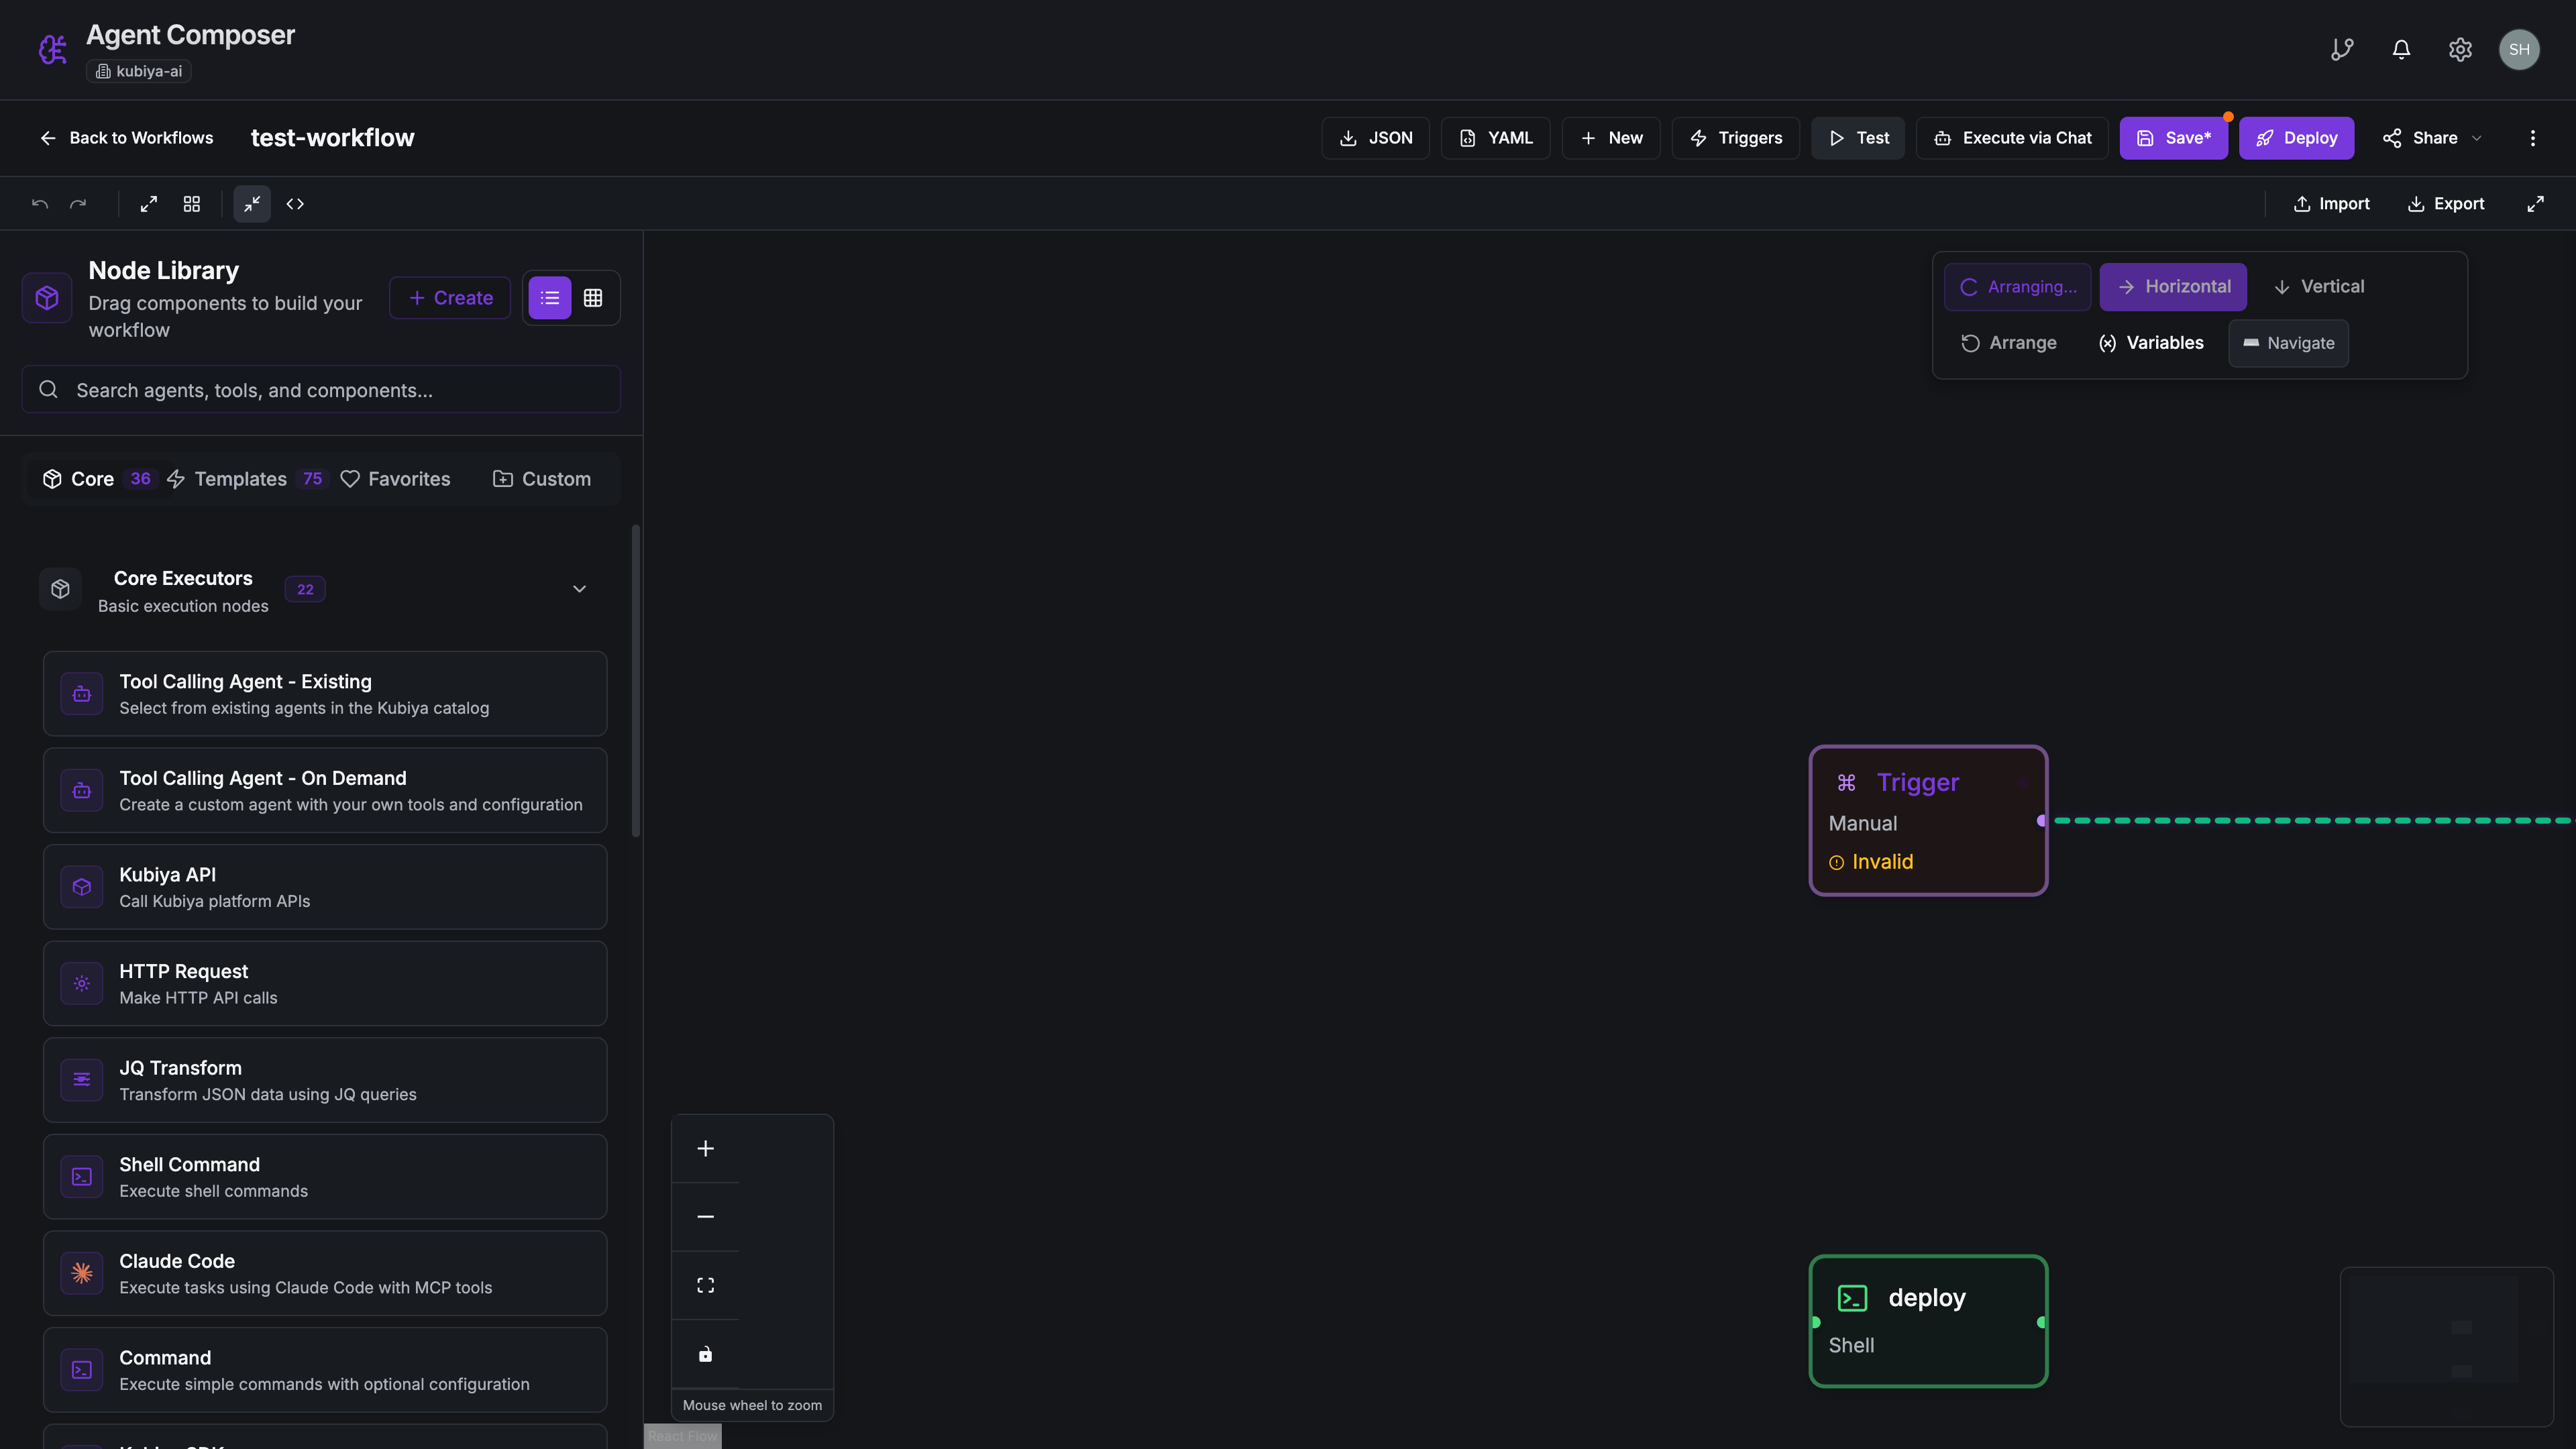 Agent Composer
kubiya-ai
SH
Back to Workflows
test-workflow
JSON
YAML
New
Triggers
Test
Execute via Chat
Save*
Deploy
Share
Import
Export
Node Library
Drag components to build your
workflow
Create
Search agents, tools, and components...
Core 36
Templates 75
Favorites
Custom
Core Executors
Basic execution nodes
22
Tool Calling Agent - Existing
Select from existing agents in the Kubiya catalog
Tool Calling Agent - On Demand
Create a custom agent with your own tools and configuration
Kubiya API
Call Kubiya platform APIs
HTTP Request
Make HTTP API calls
JQ Transform
Transform JSON data using JQ queries
Shell Command
Execute shell commands
Claude Code
Execute tasks using Claude Code with MCP tools
Command
Execute simple commands with optional configuration
Arranging...
Horizontal
Vertical
Arrange
Variables
Navigate
Trigger
Manual
Invalid
deploy
Shell
Mouse wheel to zoom
React Flow